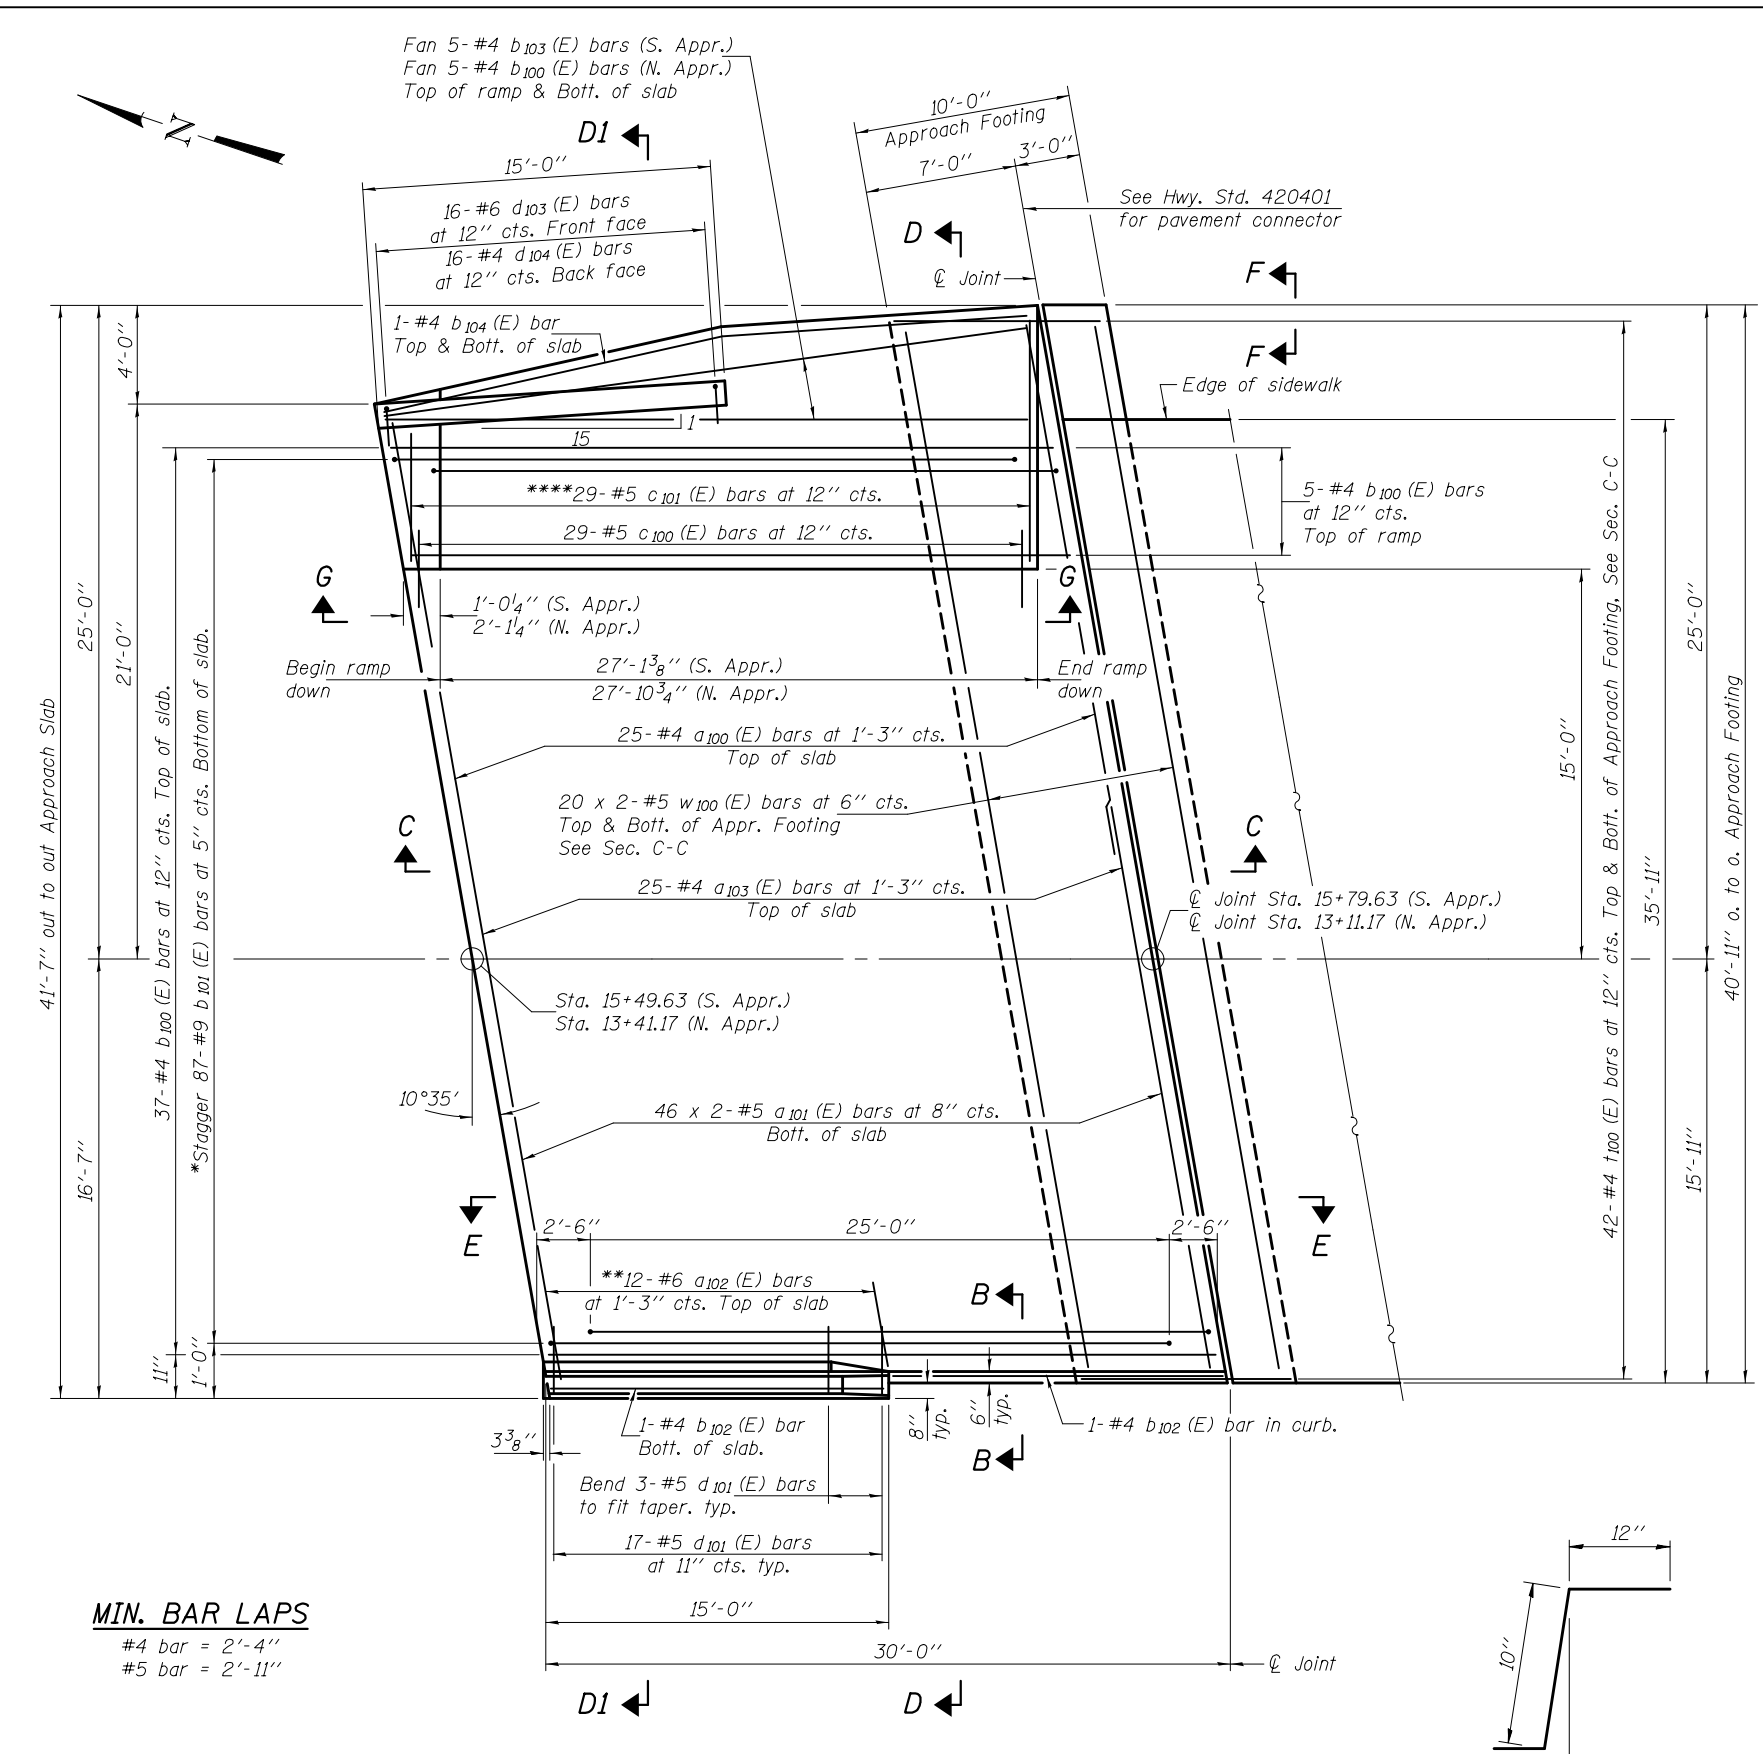 Fan 5-#4 b103 (E) bars (S. Appr.)
Fan 5-#4 b100 (E) bars (N. Appr.)
Top of ramp & Bott. of slab
N
D1
15'-0''
16-#6 d103 (E) bars
at 12'' cts. Front face
16-#4 d104 (E) bars
at 12'' cts. Back face
1-#4 b104 (E) bar
Top & Bott. of slab
10'-0''
Approach Footing
7'-0''
3'-0''
See Hwy. Std. 420401
for pavement connector
D
℄ Joint
F
F
Edge of sidewalk
4'-0''
1
15
****29-#5 c101 (E) bars at 12'' cts.
29-#5 c100 (E) bars at 12'' cts.
5-#4 b100 (E) bars
at 12'' cts.
Top of ramp
G
G
1'-0 1/4'' (S. Appr.)
2'-1 1/4'' (N. Appr.)
Begin ramp
down
27'-1 3/8'' (S. Appr.)
27'-10 3/4'' (N. Appr.)
End ramp
down
25'-0''
21'-0''
25'-0''
15'-0''
41'-7'' out to out Approach Slab
37-#4 b100 (E) bars at 12'' cts. Top of slab.
*Stagger 87-#9 b101 (E) bars at 5'' cts. Bottom of slab.
42-#4 t100 (E) bars at 12'' cts. Top & Bott. of Approach Footing, See Sec. C-C
35'-11''
40'-11'' o. to o. Approach Footing
25-#4 a100 (E) bars at 1'-3'' cts.
Top of slab
20 x 2-#5 w100 (E) bars at 6'' cts.
Top & Bott. of Appr. Footing
See Sec. C-C
C
C
25-#4 a103 (E) bars at 1'-3'' cts.
Top of slab
℄ Joint Sta. 15+79.63 (S. Appr.)
℄ Joint Sta. 13+11.17 (N. Appr.)
Sta. 15+49.63 (S. Appr.)
Sta. 13+41.17 (N. Appr.)
10°35'
46 x 2-#5 a101 (E) bars at 8'' cts.
Bott. of slab
16'-7''
15'-11''
E
E
2'-6''
25'-0''
2'-6''
**12-#6 a102 (E) bars
at 1'-3'' cts. Top of slab
B
11''
1'-0''
3 3/8''
1-#4 b102 (E) bar
Bott. of slab.
8''
typ.
6''
typ.
1-#4 b102 (E) bar in curb.
B
Bend 3-#5 d101 (E) bars
to fit taper. typ.
17-#5 d101 (E) bars
at 11'' cts. typ.
15'-0''
30'-0''
℄ Joint
D1
D
MIN. BAR LAPS
#4 bar = 2'-4''
#5 bar = 2'-11''
12''
10''